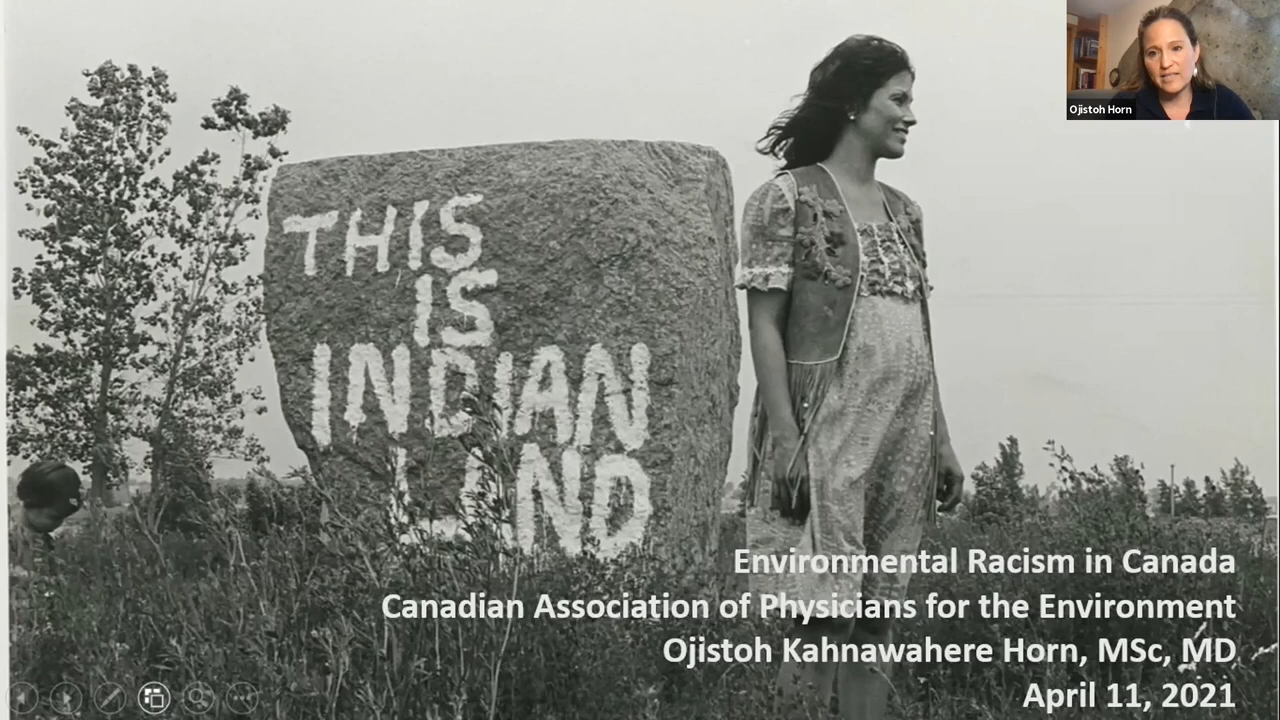 Ojistoh Horn
THIS
IS
INDIAN
LAND
Environmental Racism in Canada
Canadian Association of Physicians for the Environment
Ojistoh Kahnawahere Horn, MSc, MD
April 11, 2021